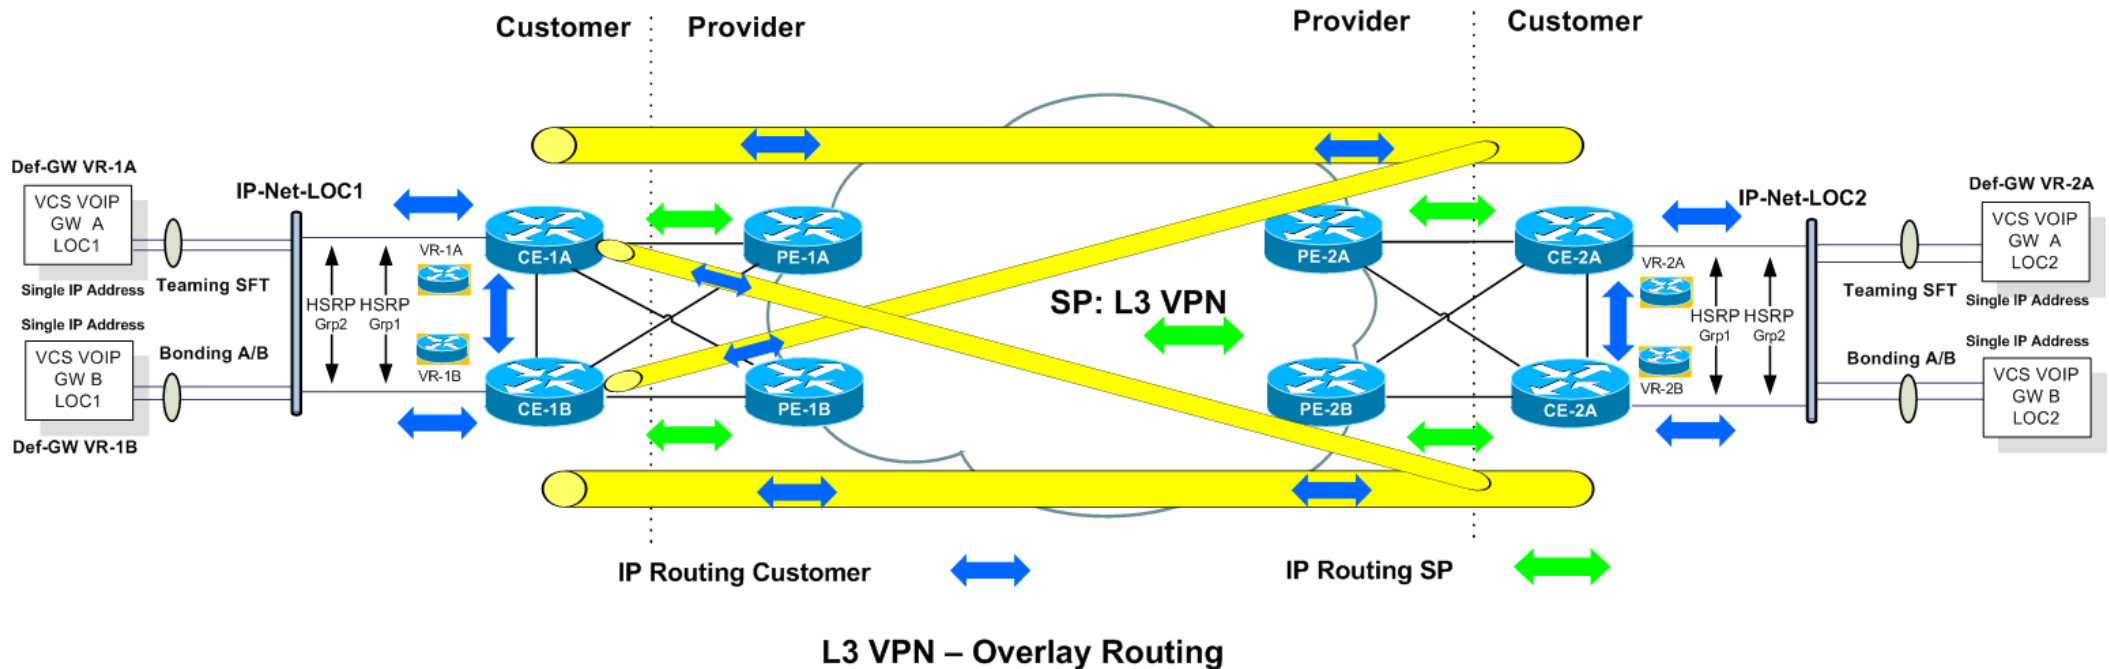 Customer
Provider
Provider
Customer
Def-GW VR-1A
VCS VOIP
GW A
LOC1
Single IP Address
Teaming SFT
IP-Net-LOC1
Single IP Address
VCS VOIP
GW B
LOC1
Bonding A/B
Def-GW VR-1B
HSRP
Grp2
HSRP
Grp1
VR-1A
VR-1B
CE-1A
CE-1B
PE-1A
PE-1B
SP: L3 VPN
PE-2A
PE-2B
CE-2A
CE-2A
VR-2A
VR-2B
HSRP
Grp1
HSRP
Grp2
IP-Net-LOC2
Def-GW VR-2A
VCS VOIP
GW A
LOC2
Teaming SFT
Single IP Address
Single IP Address
Bonding A/B
VCS VOIP
GW B
LOC2
IP Routing Customer
IP Routing SP
L3 VPN – Overlay Routing